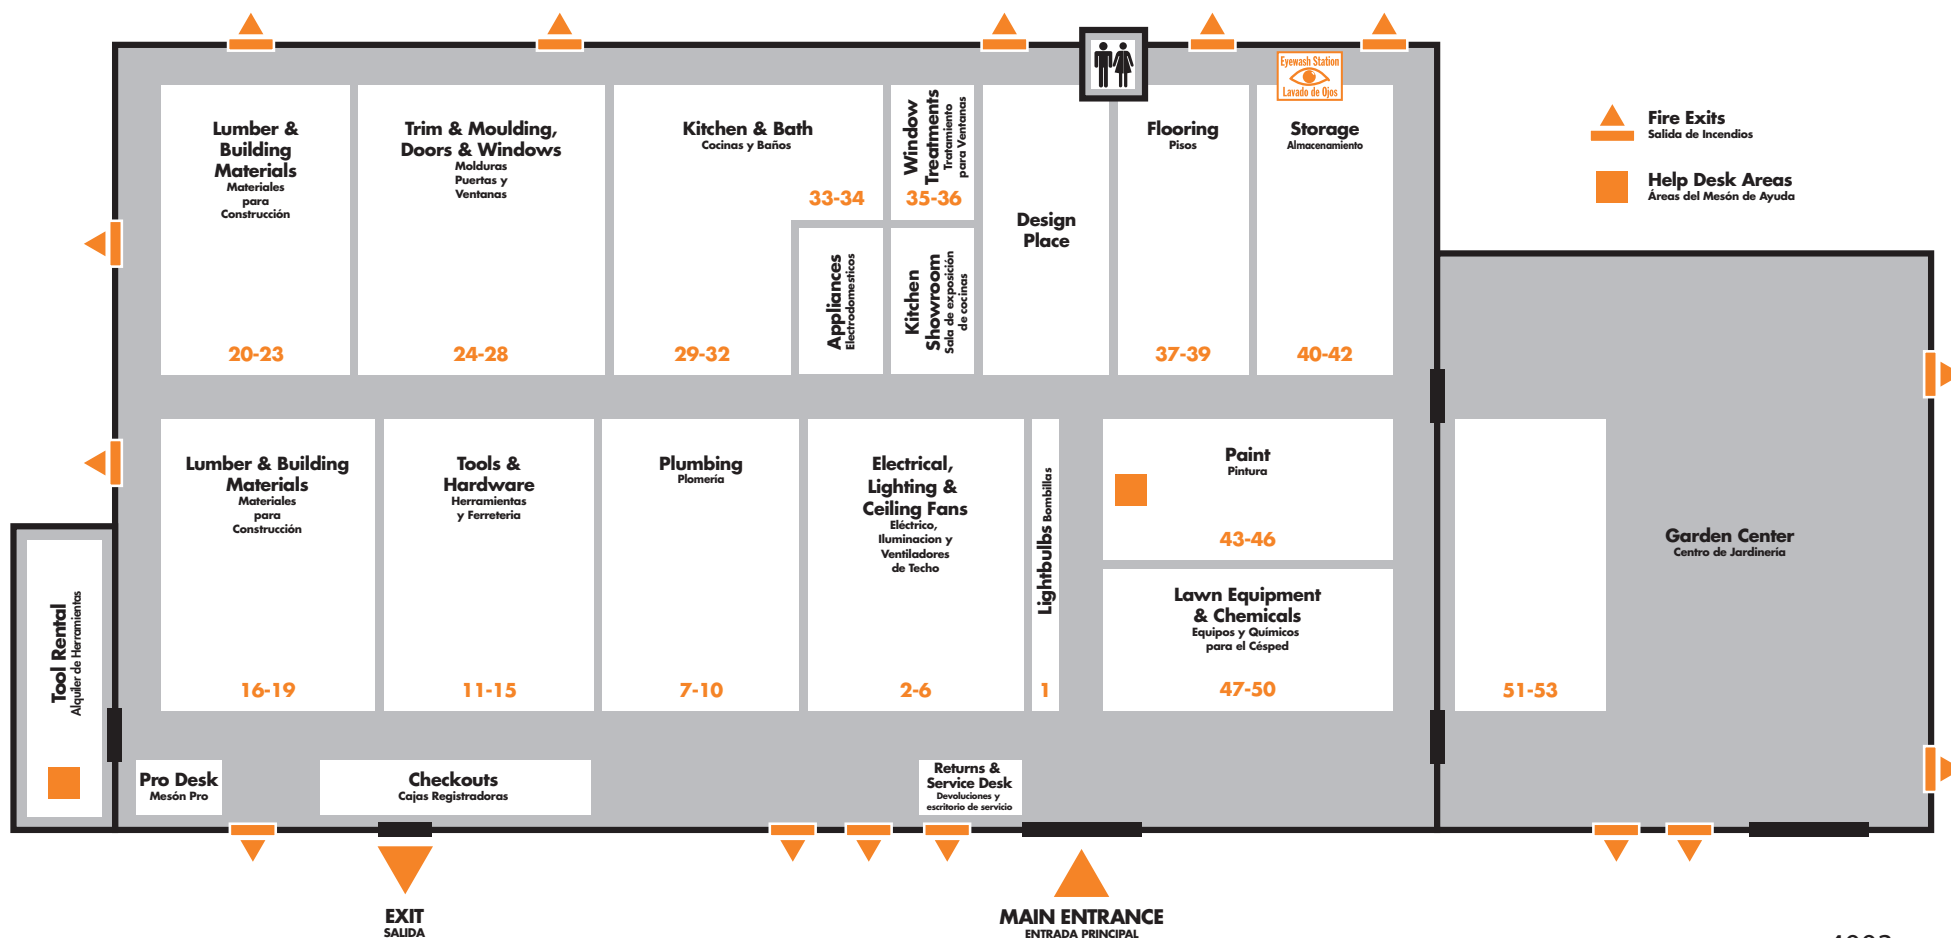 Eyewash Station
Lavado de Ojos
Fire Exits
Salida de Incendios
Help Desk Areas
Áreas del Mesón de Ayuda
Lumber &
Building
Materials
Materiales
para
Construcción
20-23
Trim & Moulding,
Doors & Windows
Molduras
Puertas y
Ventanas
24-28
Kitchen & Bath
Cocinas y Baños
33-34
29-32
Window
Treatments
Tratamiento
para Ventanas
35-36
Appliances
Electrodomesticos
Kitchen
Showroom
Sala de exposición
de cocinas
Design
Place
Flooring
Pisos
37-39
Storage
Almacenamiento
40-42
Lumber & Building
Materials
Materiales
para
Construcción
16-19
Tools &
Hardware
Herramientas
y Ferreteria
11-15
Plumbing
Plomería
7-10
Electrical,
Lighting &
Ceiling Fans
Eléctrico,
Iluminacion y
Ventiladores
de Techo
2-6
Lightbulbs Bombillas
1
Paint
Pintura
43-46
Lawn Equipment
& Chemicals
Equipos y Químicos
para el Césped
47-50
51-53
Garden Center
Centro de Jardinería
Tool Rental
Alquiler de Herramientas
Pro Desk
Mesón Pro
Checkouts
Cajas Registradoras
Returns &
Service Desk
Devoluciones y
escritorio de servicio
EXIT
SALIDA
MAIN ENTRANCE
ENTRADA PRINCIPAL